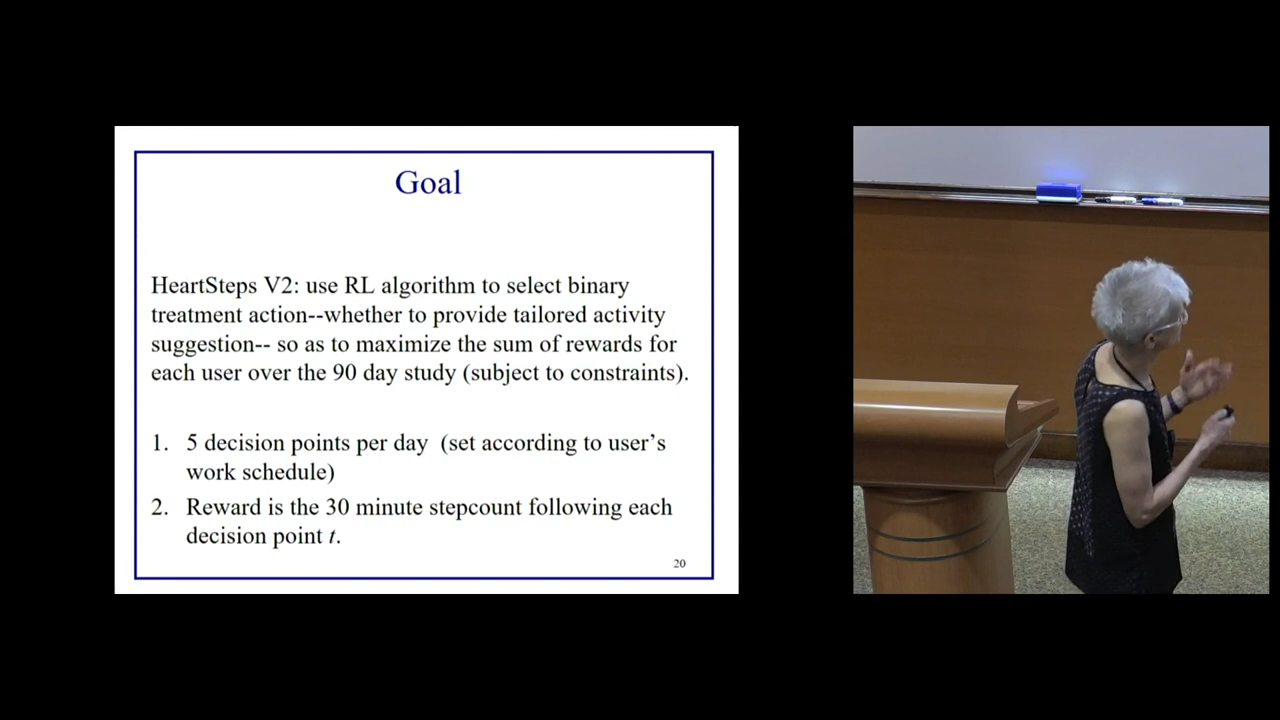 Goal
HeartSteps V2: use RL algorithm to select binary
treatment action--whether to provide tailored activity
suggestion-- so as to maximize the sum of rewards for
each user over the 90 day study (subject to constraints).
1. 5 decision points per day (set according to user's
work schedule)
2. Reward is the 30 minute stepcount following each
decision point t.
20